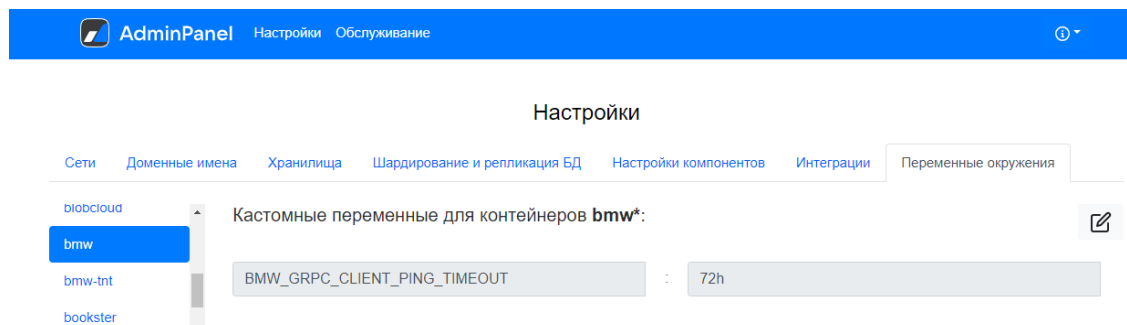 AdminPanel Настройки Обслуживание
Настройки
Сети Доменные имена Хранилища Шардирование и репликация БД Настройки компонентов Интеграции Переменные окружения
blobcloud
Кастомные переменные для контейнеров bmw*:
bmw
BMW_GRPC_CLIENT_PING_TIMEOUT : 72h
bmw-tnt
bookster